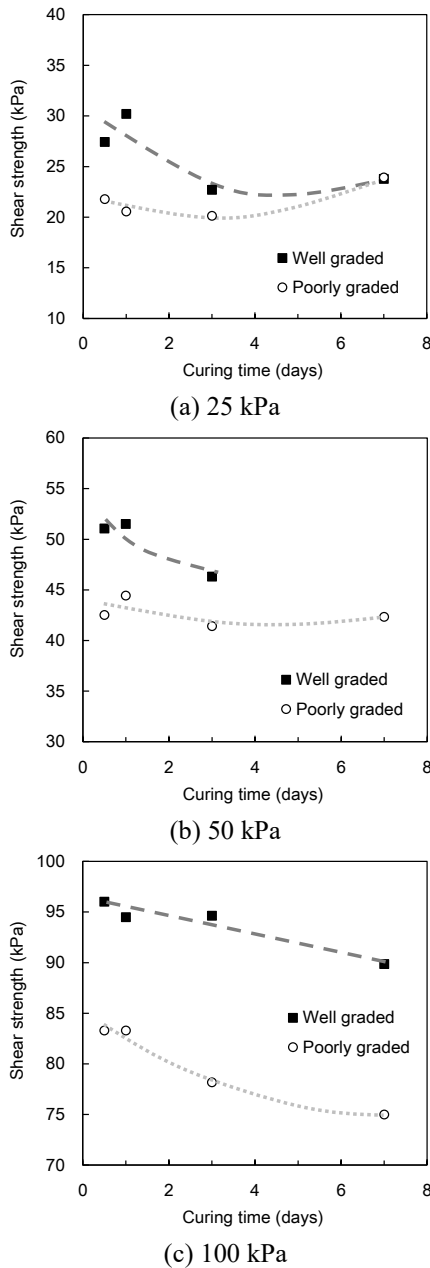 40
35
30
25
20
15
10
Shear strength (kPa)
Well graded
Poorly graded
0 2 4 6 8
Curing time (days)
(a) 25 kPa
60
55
50
45
40
35
30
Shear strength (kPa)
Well graded
Poorly graded
0 2 4 6 8
Curing time (days)
(b) 50 kPa
100
95
90
85
80
75
70
Shear strength (kPa)
Well graded
Poorly graded
0 2 4 6 8
Curing time (days)
(c) 100 kPa